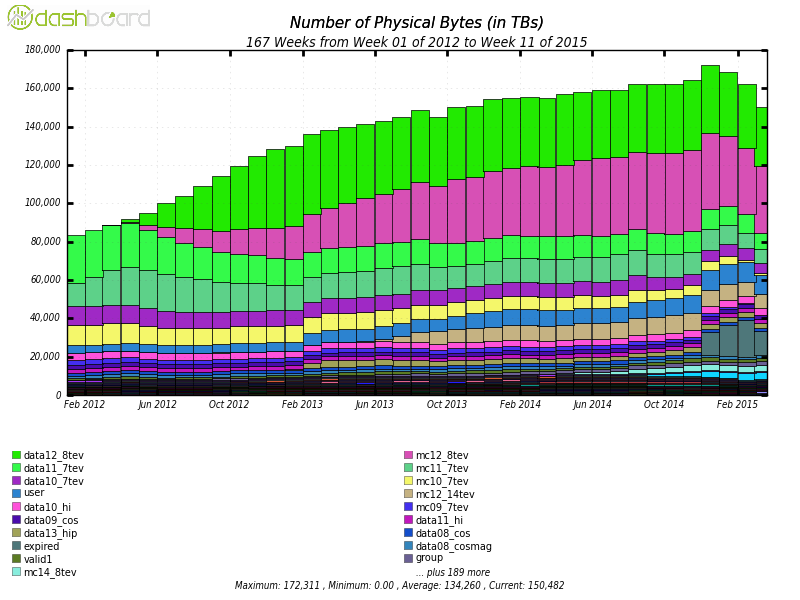 dashboard
Number of Physical Bytes (in TBs)
167 Weeks from Week 01 of 2012 to Week 11 of 2015
180,000
160,000
140,000
120,000
100,000
80,000
60,000
40,000
20,000
0
Feb 2012 Jun 2012 Oct 2012 Feb 2013 Jun 2013 Oct 2013 Feb 2014 Jun 2014 Oct 2014 Feb 2015
data12_8tev mc12_8tev
data11_7tev mc11_7tev
data10_7tev mc10_7tev
user mc12_14tev
data10_hi mc09_7tev
data09_cos data11_hi
data13_hip data08_cos
expired data08_cosmag
valid1 group
mc14_8tev ... plus 189 more
Maximum: 172,311 , Minimum: 0.00 , Average: 134,260 , Current: 150,482